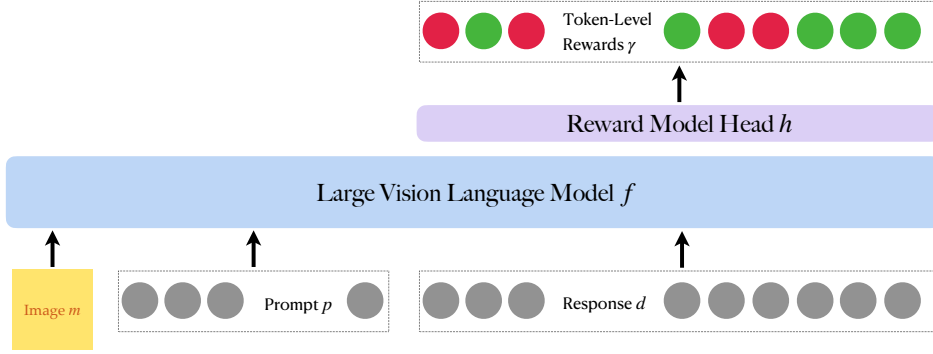 Token-Level
Rewards γ
Reward Model Head h
Large Vision Language Model f
Image m
Prompt p
Response d